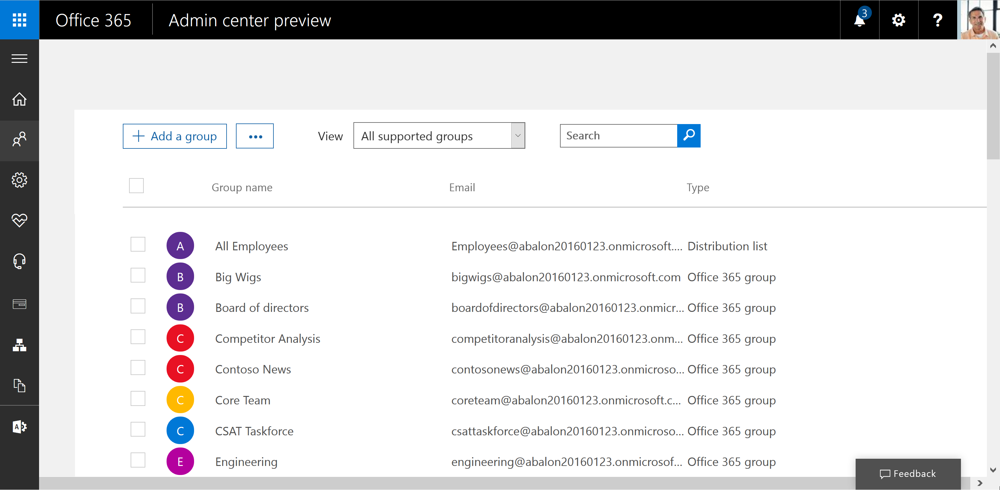 Office 365 Admin center preview 3 ?
+ Add a group ••• View All supported groups Search
Group name Email Type
A All Employees Employees@abalon20160123.onmicrosoft.... Distribution list
B Big Wigs bigwigs@abalon20160123.onmicrosoft.com Office 365 group
B Board of directors boardofdirectors@abalon20160123.onmicr... Office 365 group
C Competitor Analysis competitoranalysis@abalon20160123.onm... Office 365 group
C Contoso News contosonews@abalon20160123.onmicroso... Office 365 group
C Core Team coreteam@abalon20160123.onmicrosoft.c... Office 365 group
A
C CSAT Taskforce csattaskforce@abalon20160123.onmicroso... Office 365 group
E Engineering engineering@abalon20160123.onmicrosof... Office 365 group
Feedback